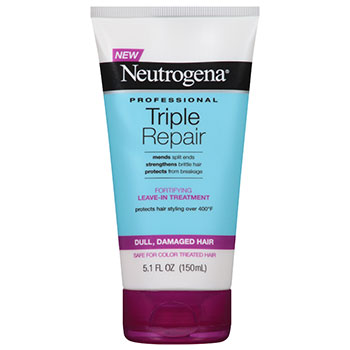 NEW
Neutrogena®
PROFESSIONAL
Triple
Repair
mends split ends
strengthens brittle hair
protects from breakage
FORTIFYING
LEAVE-IN TREATMENT
protects hair styling over 400°F
DULL, DAMAGED HAIR
SAFE FOR COLOR TREATED HAIR
5.1 FL OZ (150mL)